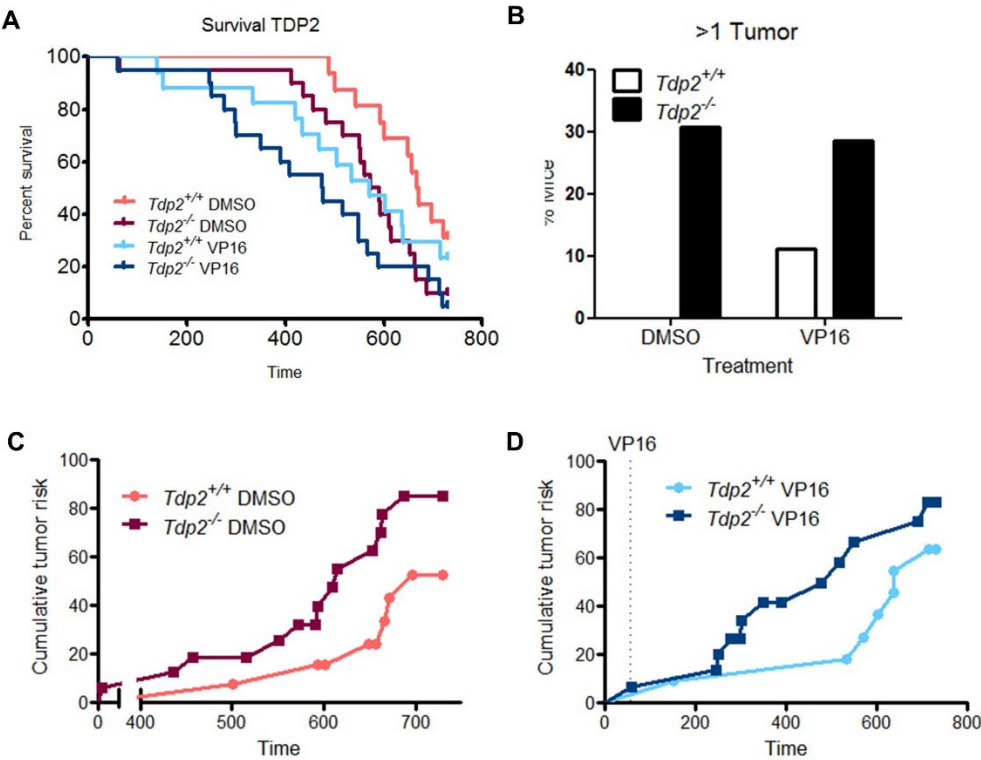 A
Survival TDP2
Percent survival
100
80
60
40
20
0
Tdp2+/+ DMSO
Tdp2-/- DMSO
Tdp2+/+ VP16
Tdp2-/- VP16
0 200 400 600 800
Time
B
>1 Tumor
40
30
20
10
0
Tdp2+/+
Tdp2-/-
DMSO VP16
Treatment
C
Cumulative tumor risk
100
80
60
40
20
0
Tdp2+/+ DMSO
Tdp2-/- DMSO
0 400 500 600 700
Time
D
VP16
Cumulative tumor risk
100
80
60
40
20
0
Tdp2+/+ VP16
Tdp2-/- VP16
0 200 400 600 800
Time